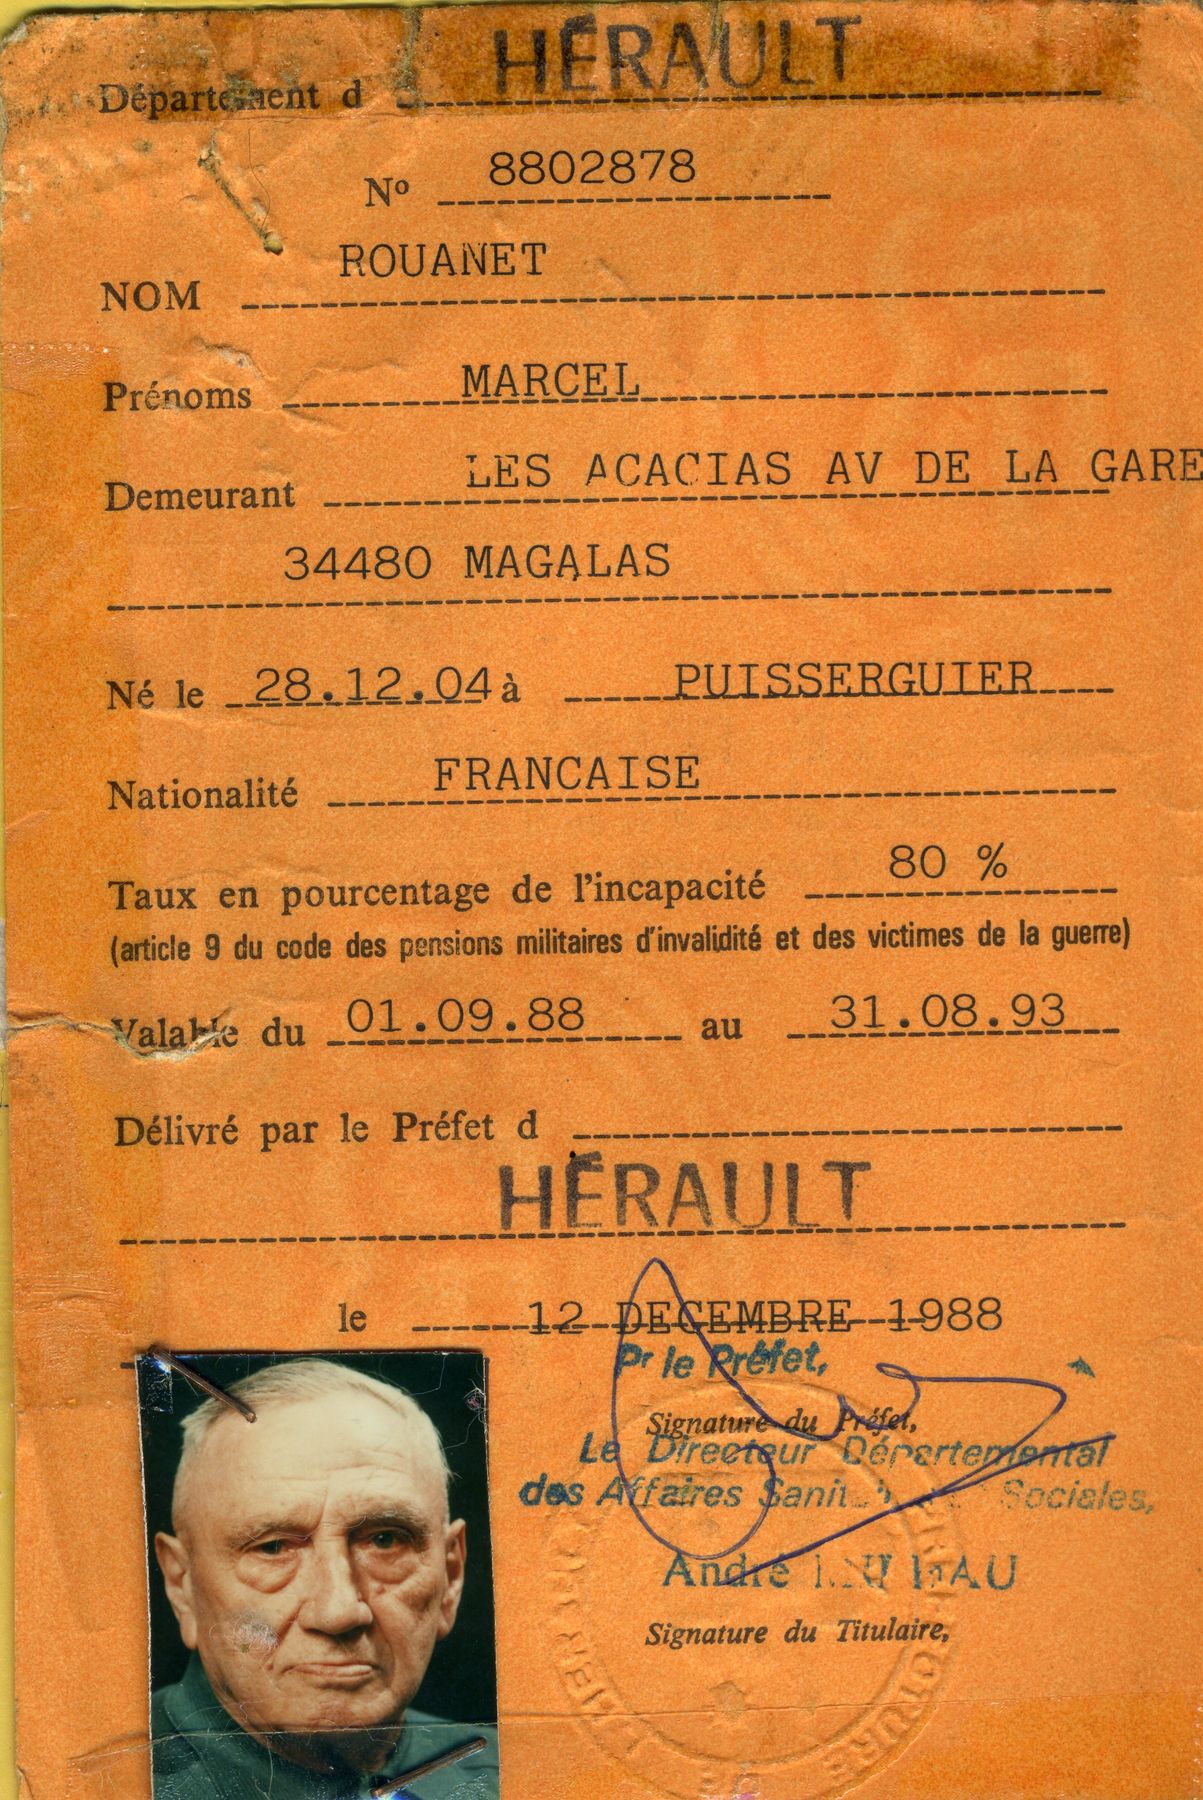 Département d HÉRAULT
Nº 8802878
NOM ROUANET
Prénoms MARCEL
Demeurant LES ACACIAS AV DE LA GARE
34480 MAGALAS
Né le 28.12.04 à PUISSERGUIER
Nationalité FRANCAISE
Taux en pourcentage de l'incapacité 80 %
(article 9 du code des pensions militaires d'invalidité et des victimes de la guerre)
Valable du 01.09.88 au 31.08.93
Délivré par le Préfet d
HÉRAULT
le 12 DECEMBRE 1988
Pr le Préfet,
Signature du Préfet,
Le Directeur Départemental
des Affaires Sociales,
André
Signature du Titulaire,